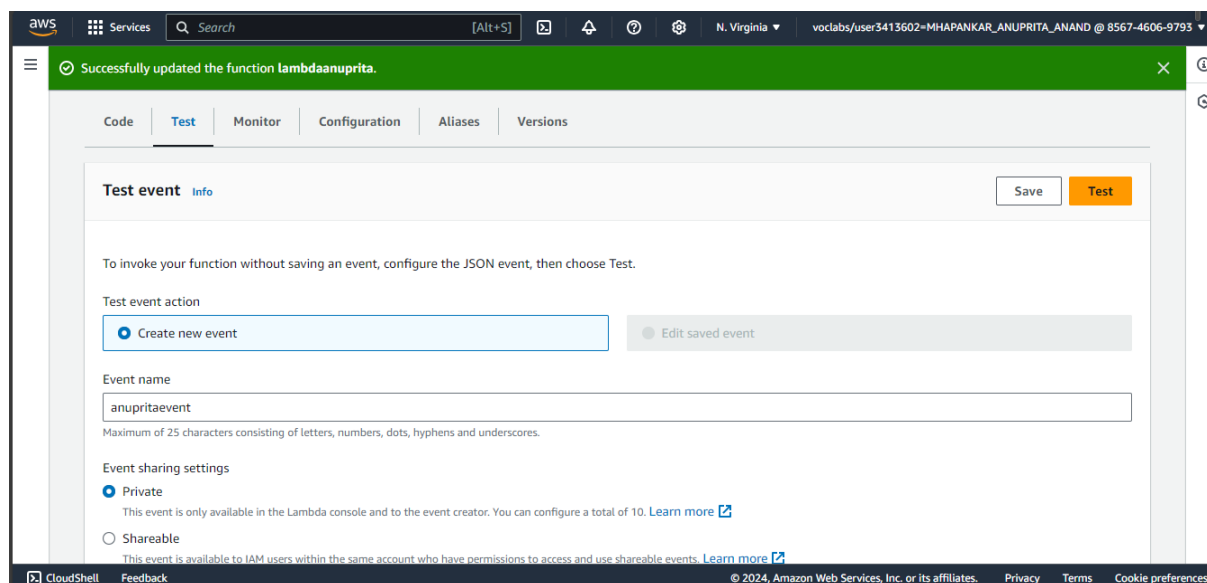 aws Services Search [Alt+S] N. Virginia ▼ voclabs/user3413602=MHAPANKAR_ANUPRITA_ANAND @ 8567-4606-9793 ▼
Successfully updated the function lambdaanuprita.
Code Test Monitor Configuration Aliases Versions
Test event Info Save Test
To invoke your function without saving an event, configure the JSON event, then choose Test.
Test event action
Create new event Edit saved event
Event name
anupritaevent
Maximum of 25 characters consisting of letters, numbers, dots, hyphens and underscores.
Event sharing settings
Private
This event is only available in the Lambda console and to the event creator. You can configure a total of 10. Learn more
Shareable
This event is available to IAM users within the same account who have permissions to access and use shareable events. Learn more
CloudShell Feedback © 2024, Amazon Web Services, Inc. or its affiliates. Privacy Terms Cookie preferences